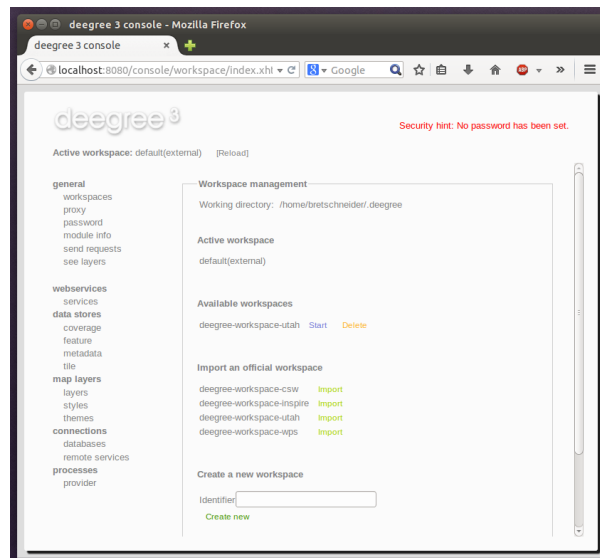 deegree 3 console - Mozilla Firefox
deegree 3 console
localhost:8080/console/workspace/index.xht
Google
ABP
deegree 3
Security hint: No password has been set.
Active workspace: default(external) [Reload]
general
workspaces
proxy
password
module info
send requests
see layers
webservices
services
data stores
coverage
feature
metadata
tile
map layers
layers
styles
themes
connections
databases
remote services
processes
provider
Workspace management
Working directory: /home/bretschneider/.deegree
Active workspace
default(external)
Available workspaces
deegree-workspace-utah Start Delete
Import an official workspace
deegree-workspace-csw Import
deegree-workspace-inspire Import
deegree-workspace-utah Import
deegree-workspace-wps Import
Create a new workspace
Identifier
Create new